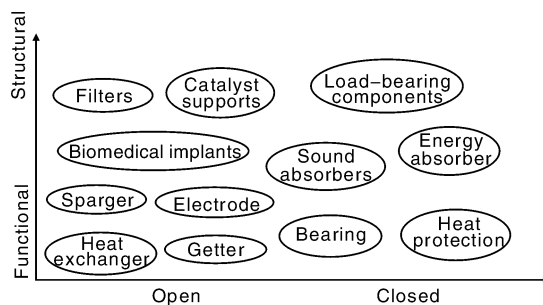 Structural
Functional
Filters
Catalyst
supports
Load–bearing
components
Biomedical implants
Sound
absorbers
Energy
absorber
Sparger
Electrode
Bearing
Heat
protection
Heat
exchanger
Getter
Open
Closed